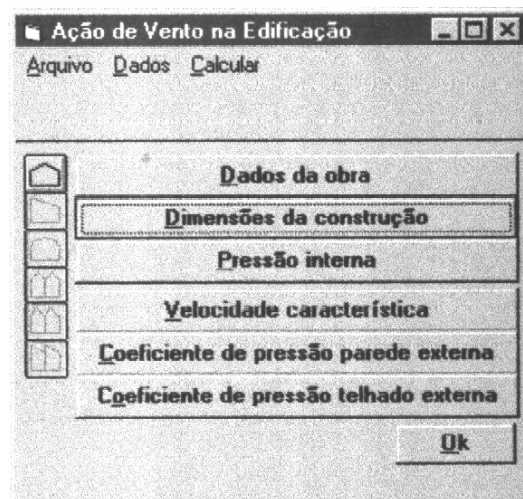 Ação de Vento na Edificação
Arquivo Dados Calcular
Dados da obra
Dimensões da construção
Pressão interna
Velocidade característica
Coeficiente de pressão parede externa
Coeficiente de pressão telhado externa
Ok